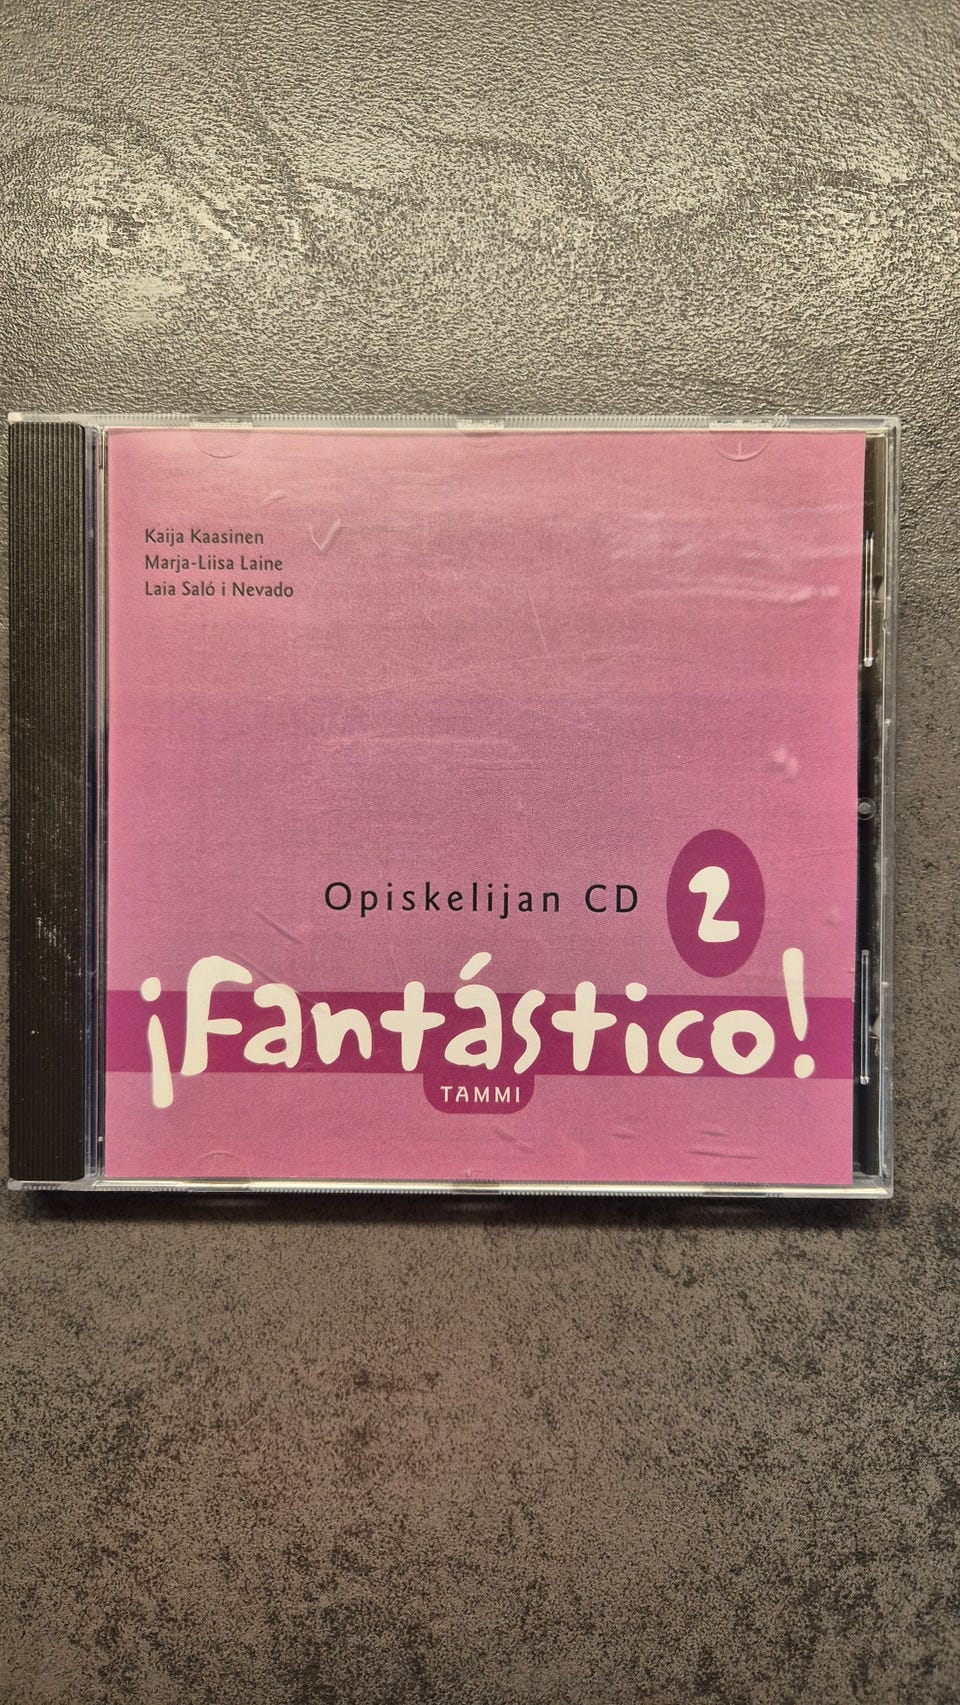 Kaija Kaasinen
Marja-Liisa Laine
Laia Saló i Nevado
Opiskelijan CD 2
¡Fantástico!
TAMMI